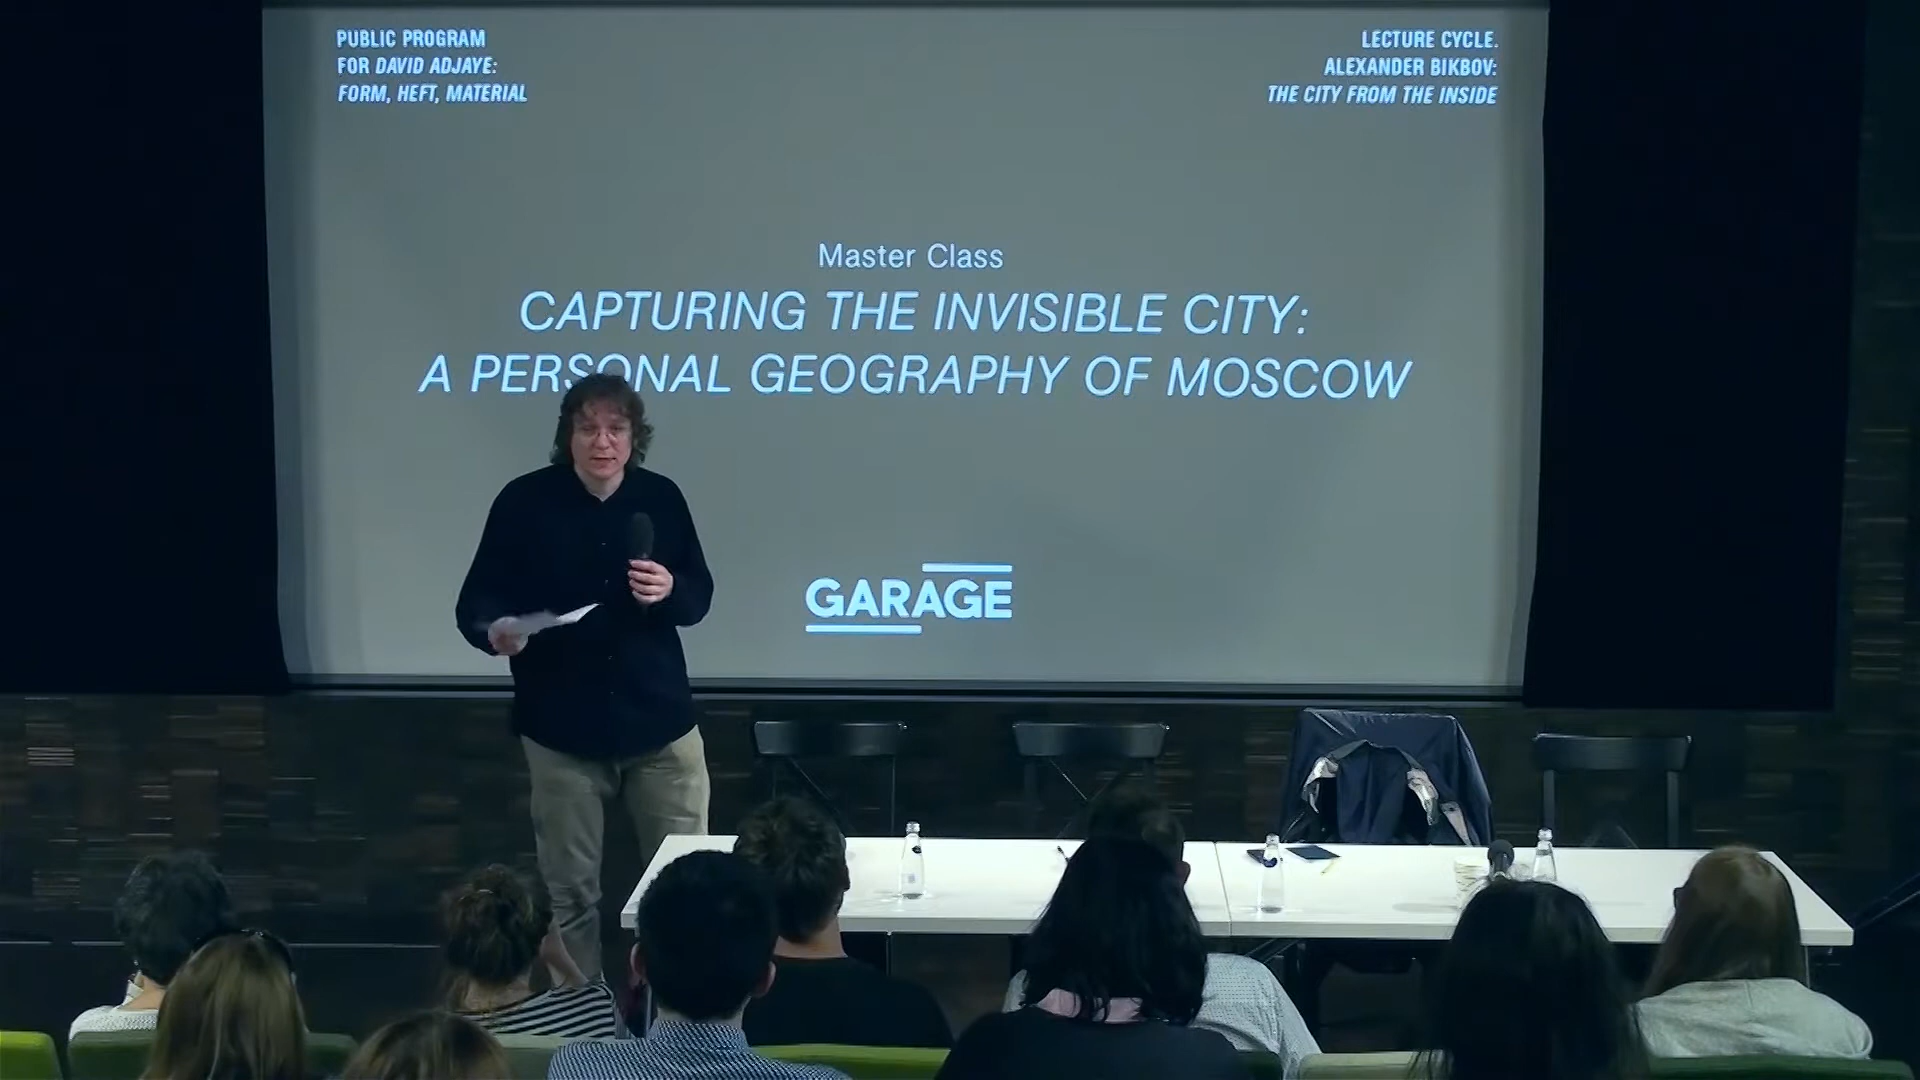 PUBLIC PROGRAM
FOR DAVID ADJAYE:
FORM, HEFT, MATERIAL
LECTURE CYCLE.
ALEXANDER BIKBOV:
THE CITY FROM THE INSIDE
Master Class
CAPTURING THE INVISIBLE CITY:
A PERSONAL GEOGRAPHY OF MOSCOW
GARAGE